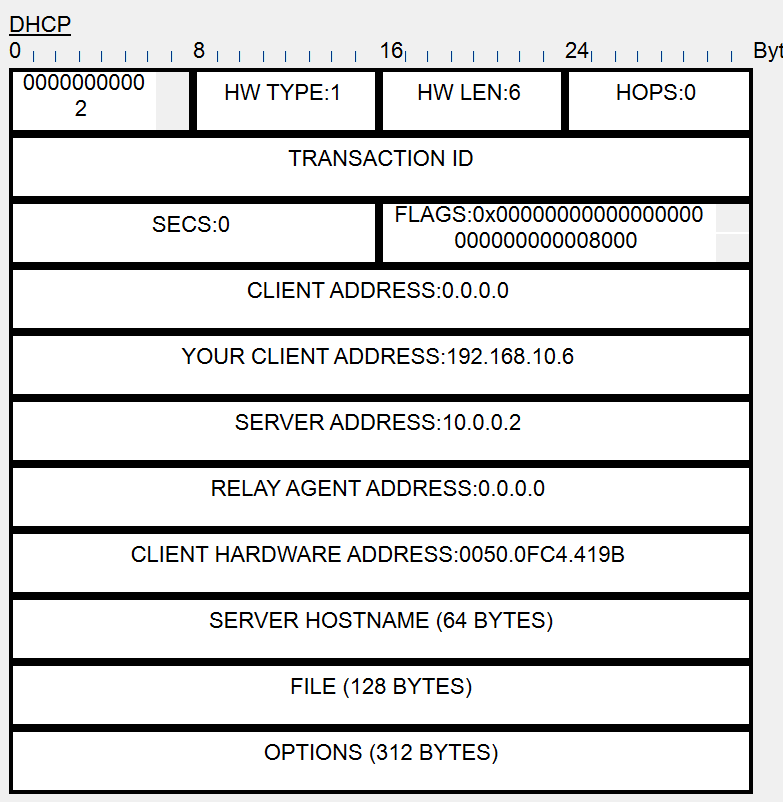 DHCP
0 8 16 24 Byt
0000000000
2
HW TYPE:1
HW LEN:6
HOPS:0
TRANSACTION ID
SECS:0
FLAGS:0x00000000000000000
000000000008000
CLIENT ADDRESS:0.0.0.0
YOUR CLIENT ADDRESS:192.168.10.6
SERVER ADDRESS:10.0.0.2
RELAY AGENT ADDRESS:0.0.0.0
CLIENT HARDWARE ADDRESS:0050.0FC4.419B
SERVER HOSTNAME (64 BYTES)
FILE (128 BYTES)
OPTIONS (312 BYTES)